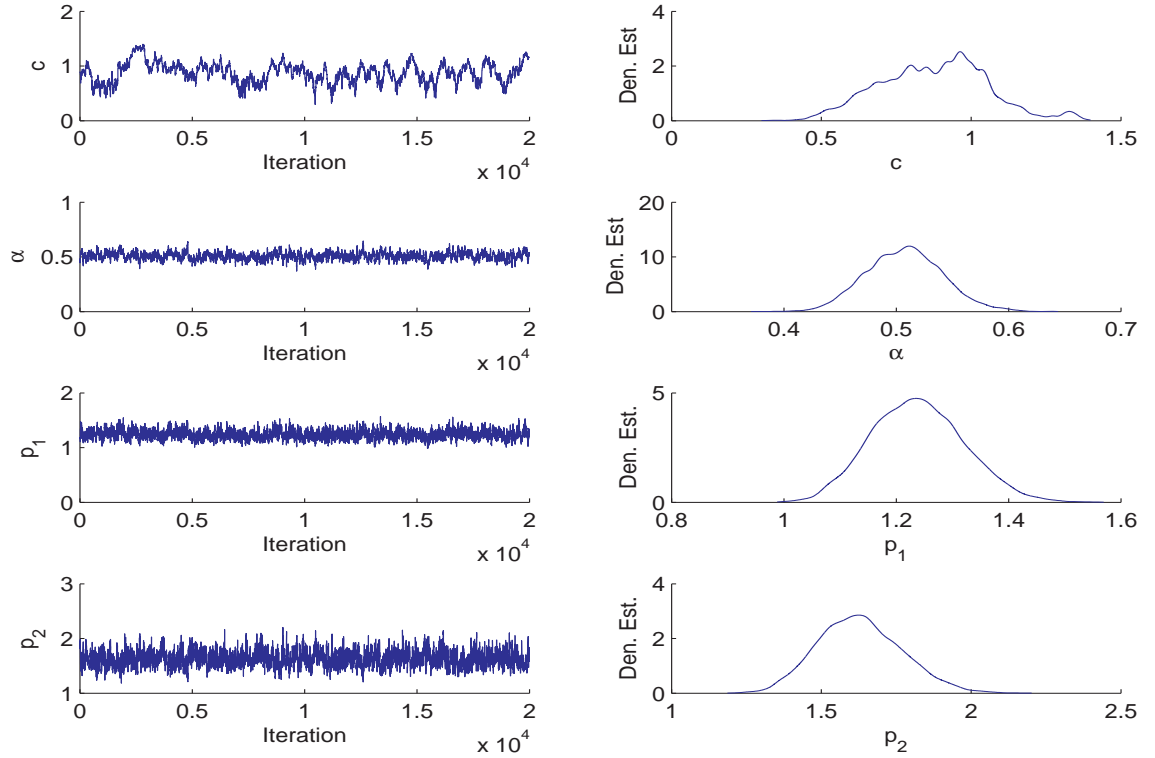 2
1
0
c
0 0.5 1 1.5 2
Iteration
x 10^4
4
2
0
Den. Est
0 0.5 1 1.5
c
1
0.5
0
α
0 0.5 1 1.5 2
Iteration
x 10^4
20
10
0
Den. Est
0.4 0.5 0.6 0.7
α
2
1
0
p_1
0 0.5 1 1.5 2
Iteration
x 10^4
5
0
Den. Est.
0.8 1 1.2 1.4 1.6
p_1
3
2
1
p_2
0 0.5 1 1.5 2
Iteration
x 10^4
4
2
0
Den. Est.
1 1.5 2 2.5
p_2